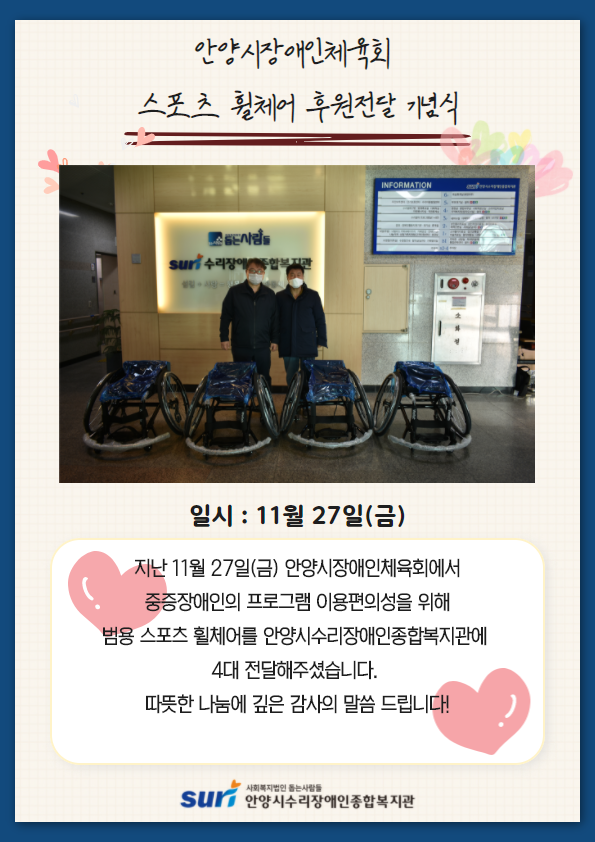 안양시장애인체육회
스포츠 휠체어 후원전달 기념식
INFORMATION
돕는사람들
suri 수리장애인종합복지관
소화전
일시 : 11월 27일(금)
지난 11월 27일(금) 안양시장애인체육회에서
중증장애인의 프로그램 이용편의성을 위해
범용 스포츠 휠체어를 안양시수리장애인종합복지관에
4대 전달해주셨습니다.
따뜻한 나눔에 깊은 감사의 말씀 드립니다!
사회복지법인 돕는사람들
suri 안양시수리장애인종합복지관